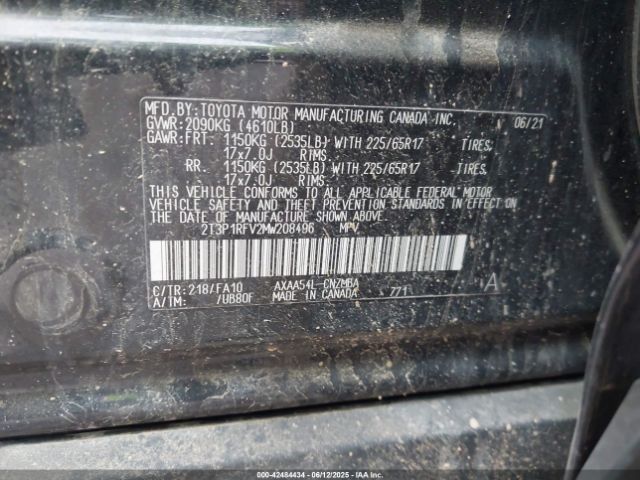 MFD.BY:TOYOTA MOTOR MANUFACTURING CANADA INC. 06/21
GVWR:2090KG (4610LB)
GAWR:FRT. 1150KG (2535LB) WITH 225/65R17 TIRES,
17x7.0J RIMS.
RR. 1150KG (2535LB) WITH 225/65R17 TIRES,
17x7.0J RIMS.
THIS VEHICLE CONFORMS TO ALL APPLICABLE FEDERAL MOTOR
VEHICLE SAFETY AND THEFT PREVENTION STANDARDS IN EFFECT ON
THE DATE OF MANUFACTURE SHOWN ABOVE.
2T3P1RFV2MW208496 MPV
C/TR:218/FA10 AXAA54L-CNZMBA A
A/TM: /UB80F MADE IN CANADA 771
000-42484434 - 06/12/2025 - IAAI.CA